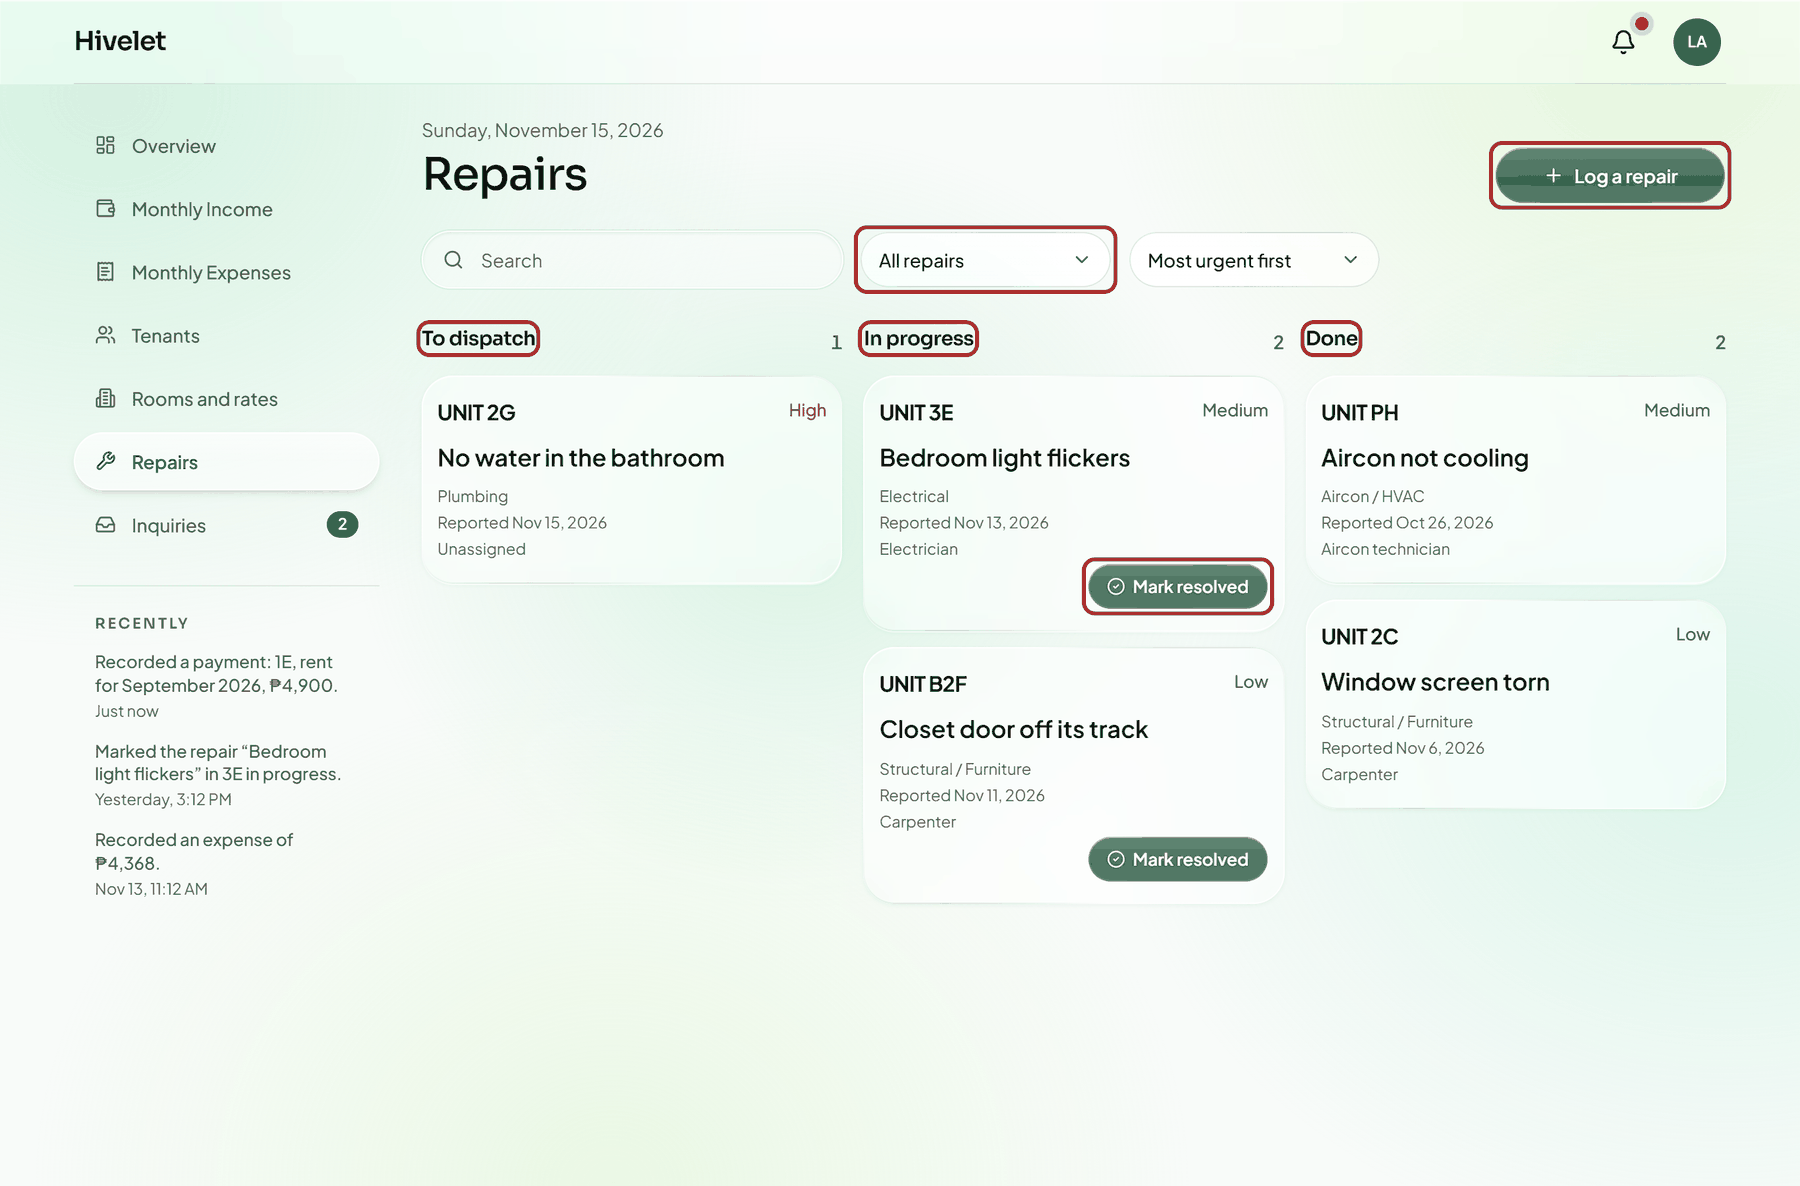 Hivelet
LA
Overview
Monthly Income
Monthly Expenses
Tenants
Rooms and rates
Repairs
Inquiries
2
RECENTLY
Recorded a payment: 1E, rent
for September 2026, ₱4,900.
Just now
Marked the repair “Bedroom
light flickers” in 3E in progress.
Yesterday, 3:12 PM
Recorded an expense of
₱4,368.
Nov 13, 11:12 AM
Sunday, November 15, 2026
Repairs
Log a repair
Search
All repairs
Most urgent first
To dispatch
1
UNIT 2G
High
No water in the bathroom
Plumbing
Reported Nov 15, 2026
Unassigned
In progress
2
UNIT 3E
Medium
Bedroom light flickers
Electrical
Reported Nov 13, 2026
Electrician
Mark resolved
UNIT B2F
Low
Closet door off its track
Structural / Furniture
Reported Nov 11, 2026
Carpenter
Mark resolved
Done
2
UNIT PH
Medium
Aircon not cooling
Aircon / HVAC
Reported Oct 26, 2026
Aircon technician
UNIT 2C
Low
Window screen torn
Structural / Furniture
Reported Nov 6, 2026
Carpenter